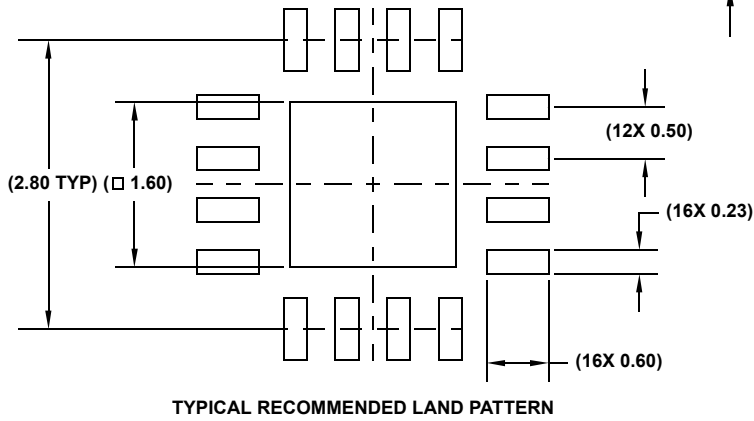 (12X 0.50)
(2.80 TYP) (□ 1.60)
(16X 0.23)
(16X 0.60)
TYPICAL RECOMMENDED LAND PATTERN